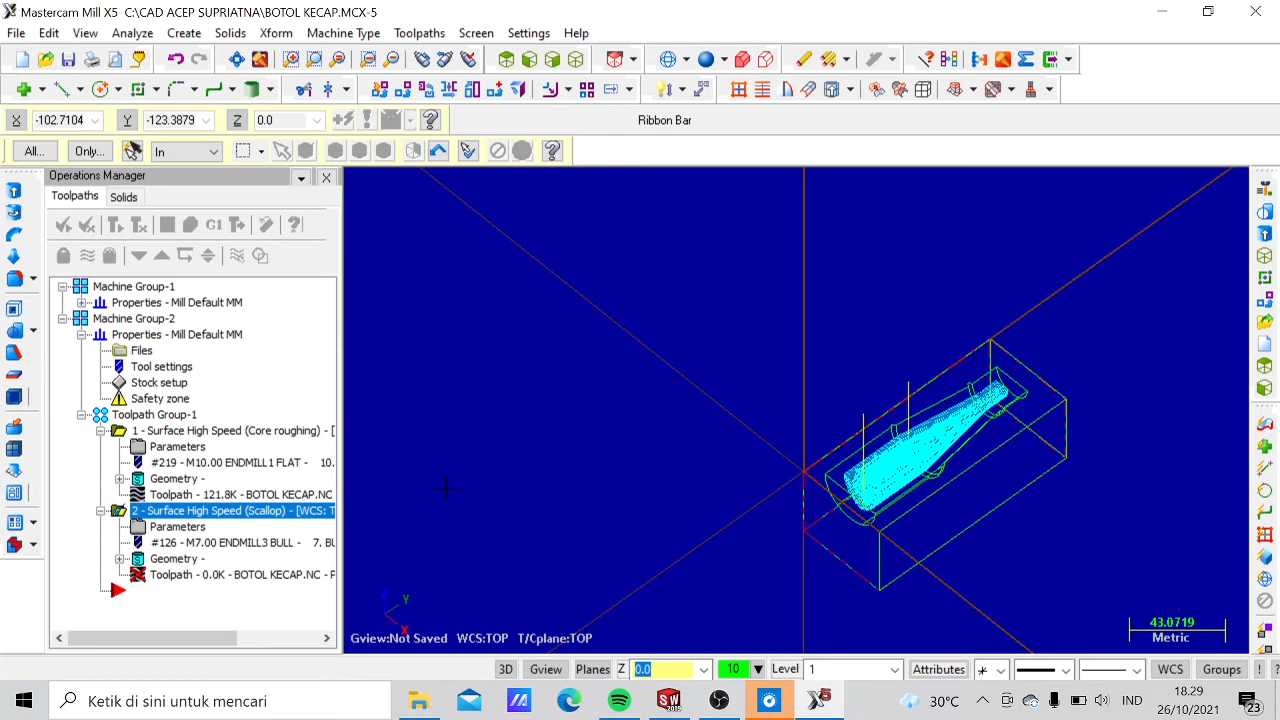 Mastercam Mill X5 C:\CAD ACEP SUPRIATNA\BOTOL KECAP.MCX-5
File Edit View Analyze Create Solids Xform Machine Type Toolpaths Screen Settings Help
X -102.7104 Y -123.3879 Z 0.0 Ribbon Bar
All... Only... In
Operations Manager
Toolpaths Solids
G1
Machine Group-1
Properties - Mill Default MM
Machine Group-2
Properties - Mill Default MM
Files
Tool settings
Stock setup
Safety zone
Toolpath Group-1
1 - Surface High Speed (Core roughing) - [
Parameters
#219 - M10.00 ENDMILL1 FLAT - 10.
Geometry -
Toolpath - 121.8K - BOTOL KECAP.NC
2 - Surface High Speed (Scallop) - [WCS: T
Parameters
#126 - M7.00 ENDMILL3 BULL - 7. BU
Geometry -
Toolpath - 0.0K - BOTOL KECAP.NC - P
Z Y X
Gview:Not Saved WCS:TOP T/Cplane:TOP
43.0719
Metric
3D Gview Planes Z 0.0 10 Level 1 Attributes WCS Groups ! ?
Ketik di sini untuk mencari
30°C IND 18.29
26/10/2021 23